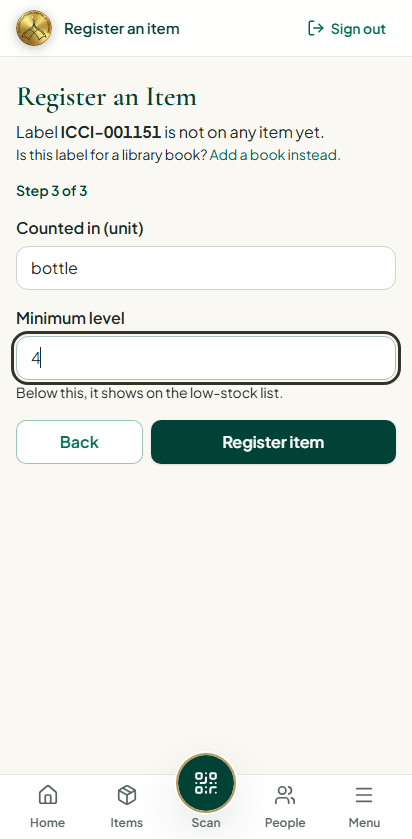 Register an item
Sign out
Register an Item
Label ICCI-001151 is not on any item yet.
Is this label for a library book? Add a book instead.
Step 3 of 3
Counted in (unit)
bottle
Minimum level
4
Below this, it shows on the low-stock list.
Back
Register item
Home
Items
Scan
People
Menu